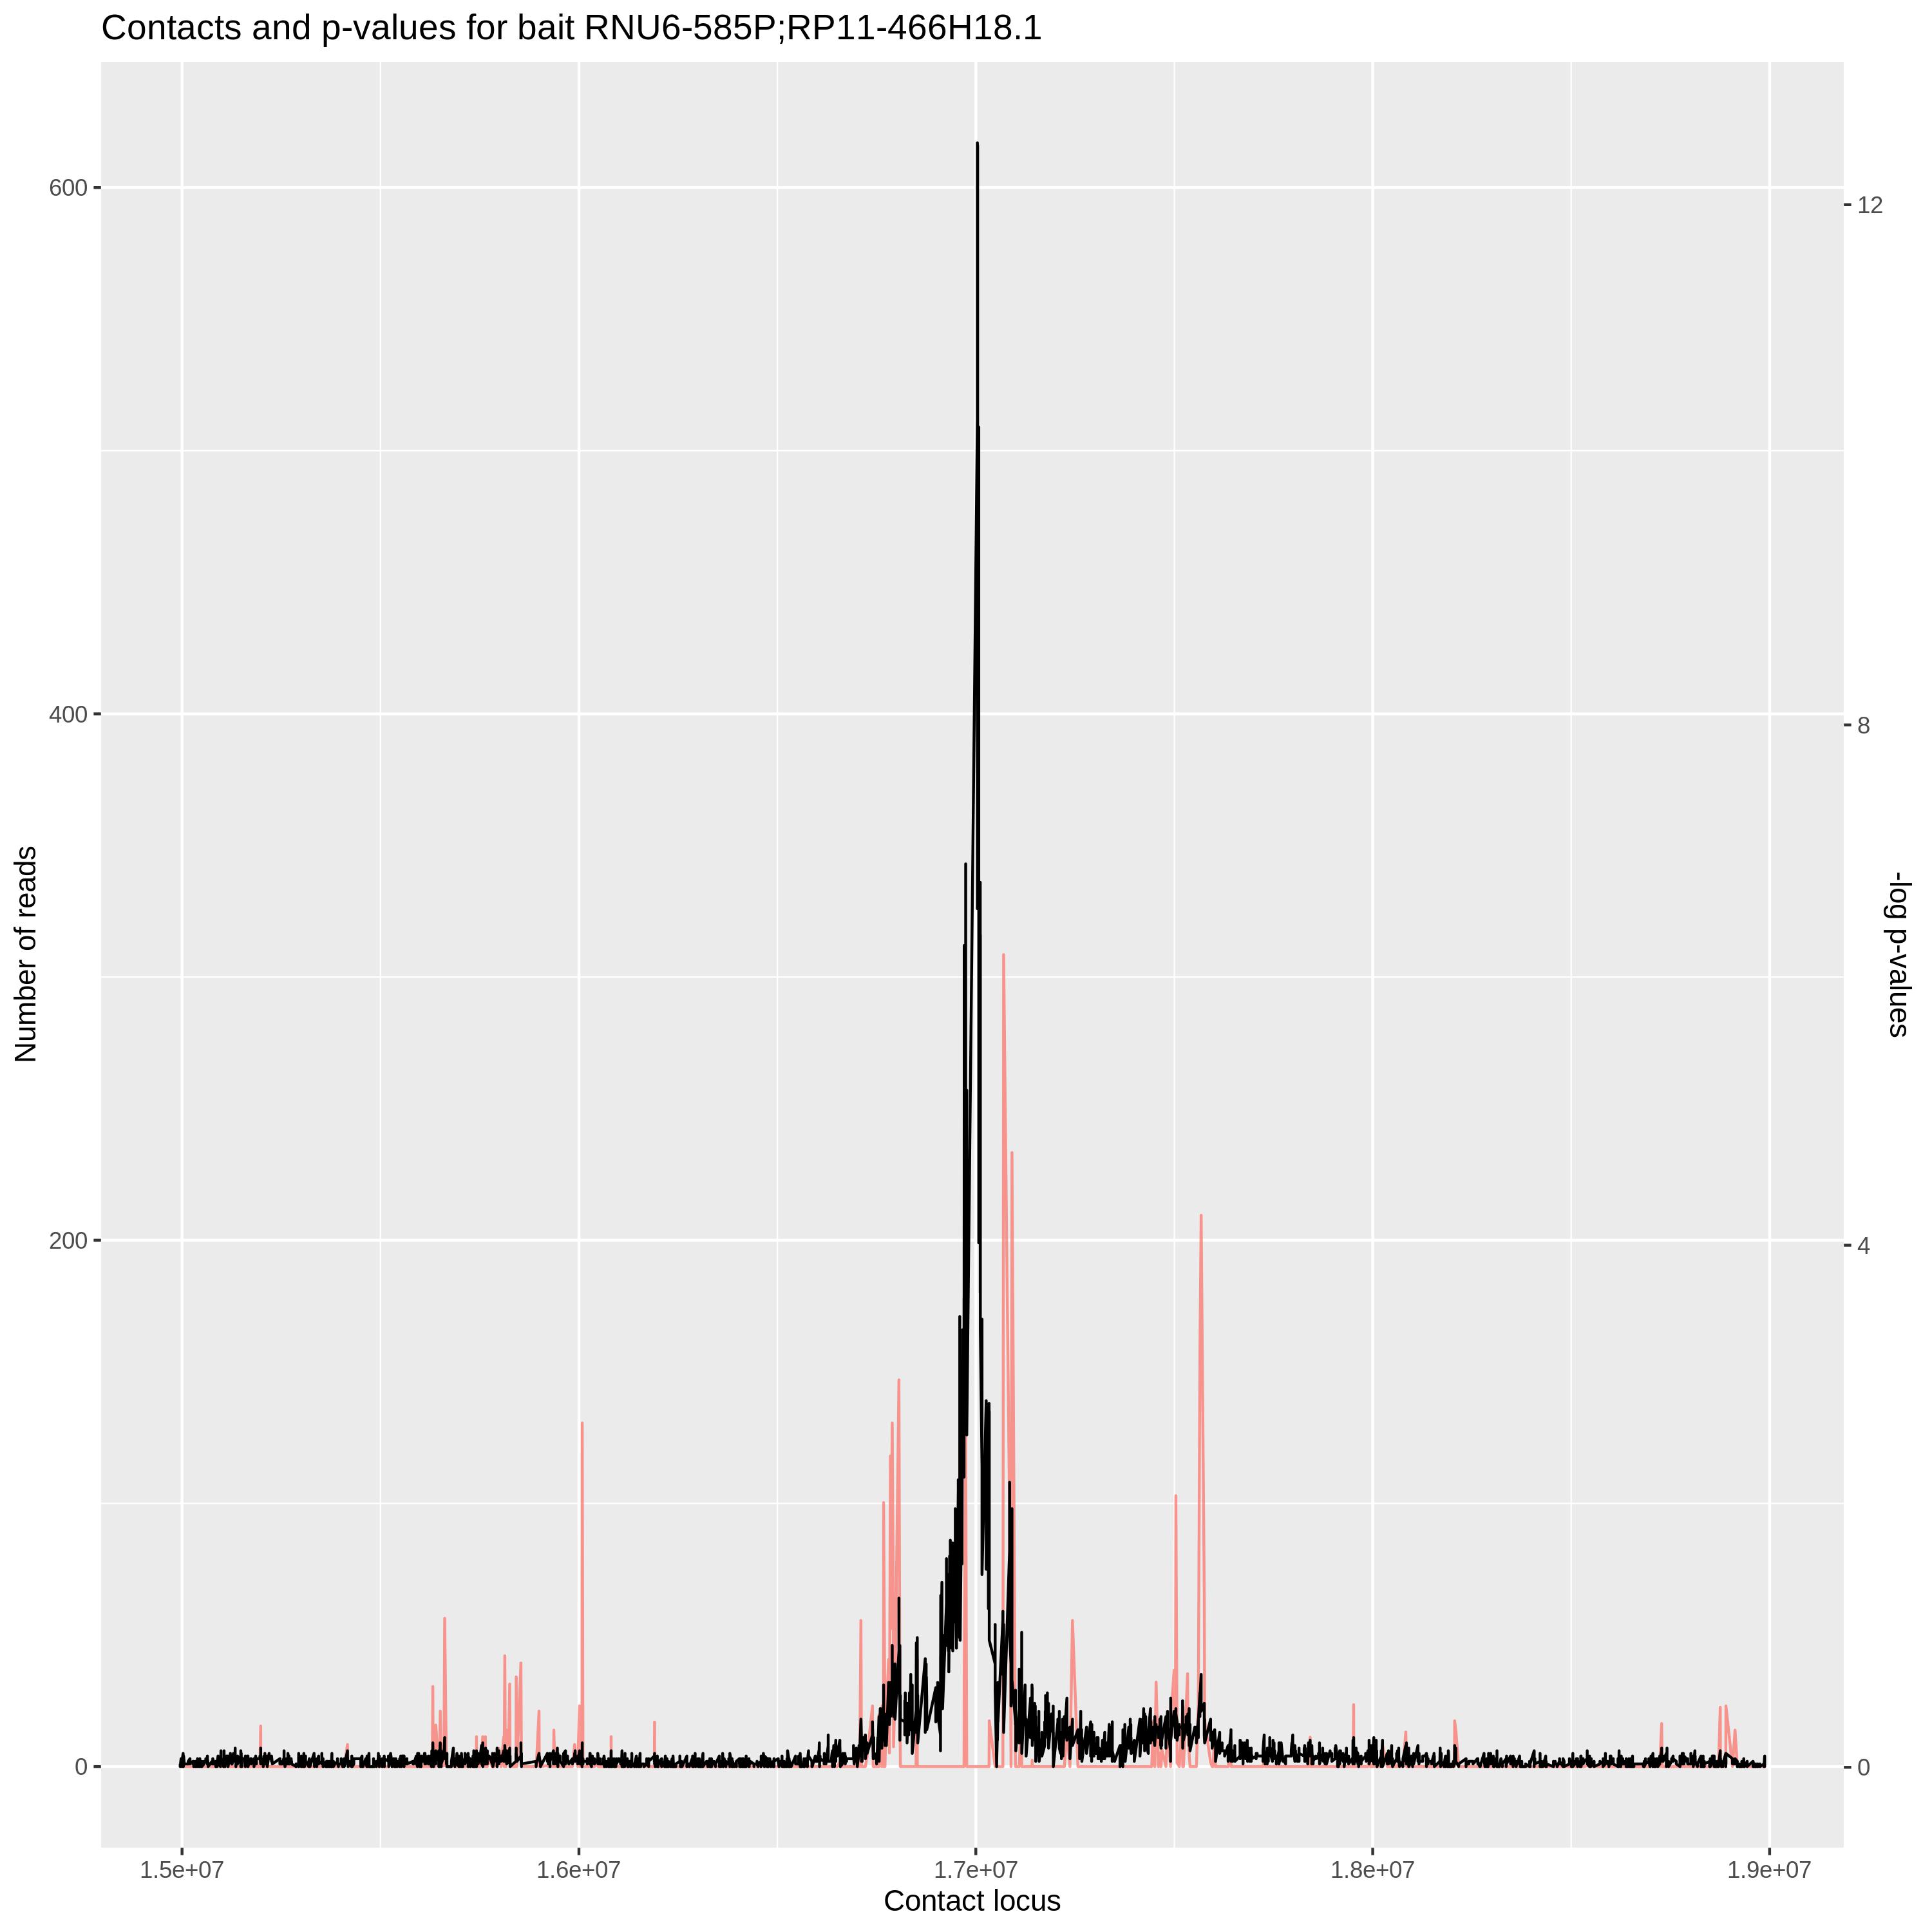 Contacts and p-values for bait RNU6-585P;RP11-466H18.1
600
400
200
0
12
8
4
0
Number of reads
-log p-values
1.5e+07
1.6e+07
1.7e+07
1.8e+07
1.9e+07
Contact locus